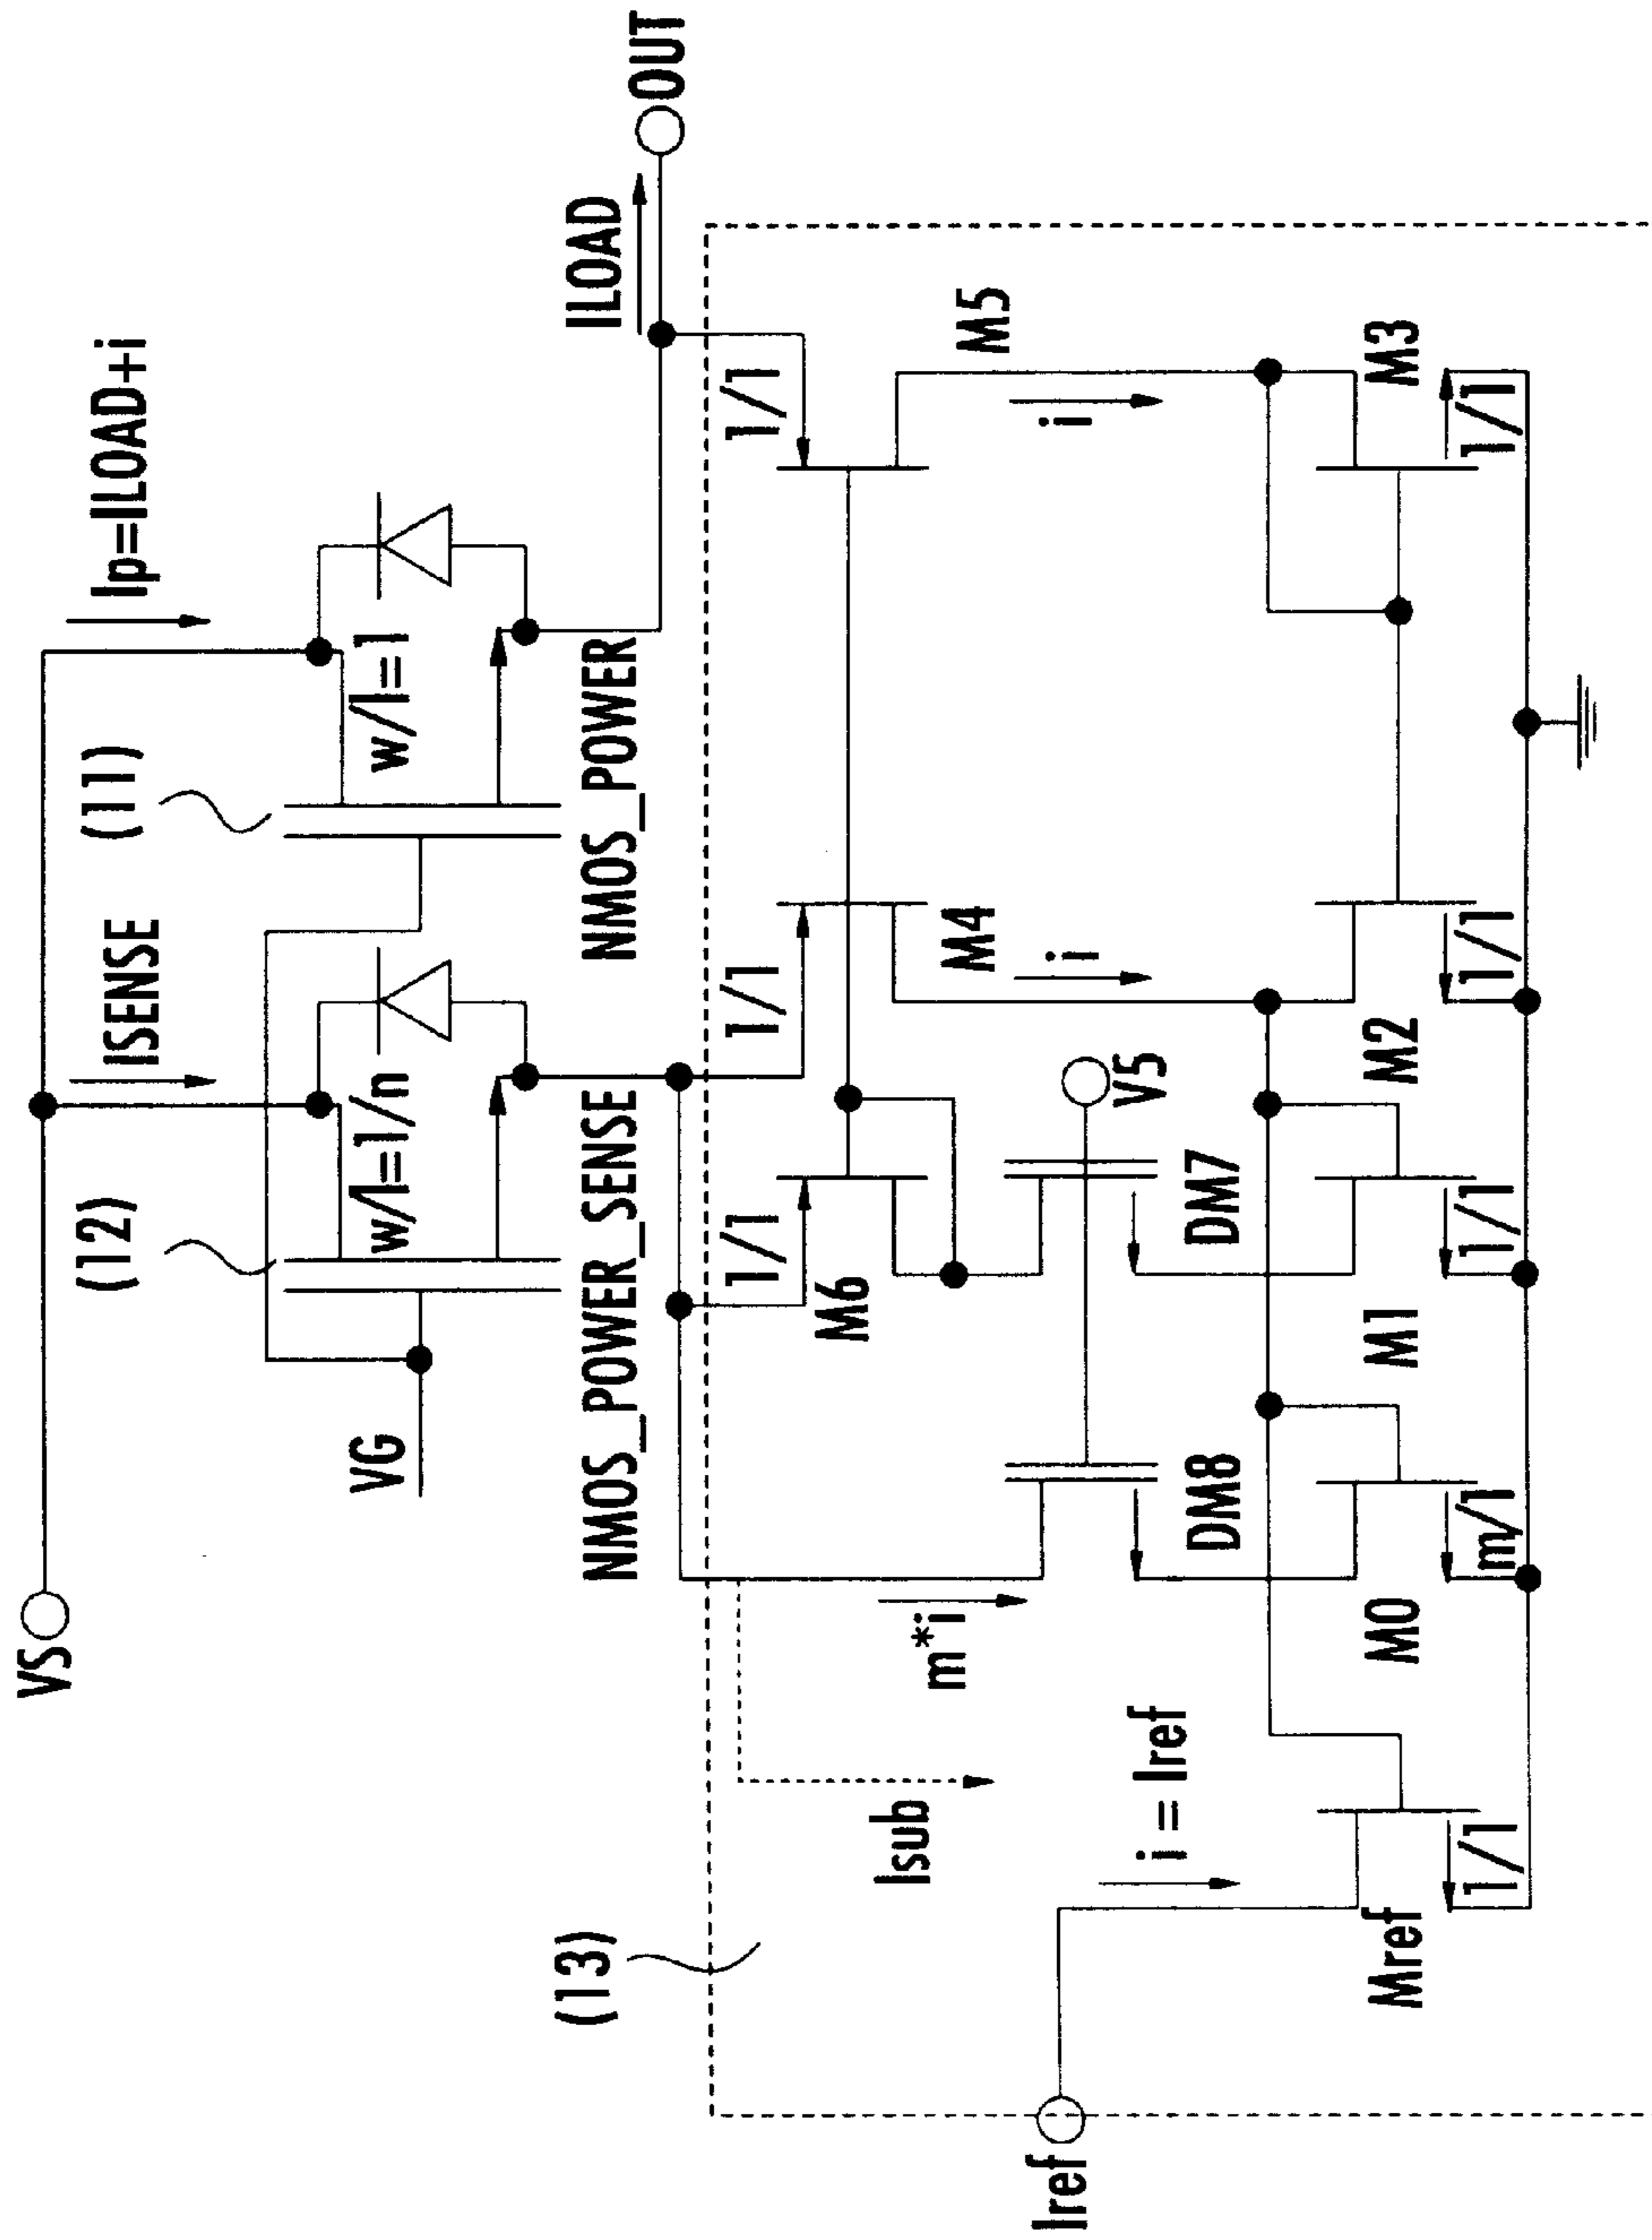 VS
ISENSE
Ip=ILOAD+i
(12)
(11)
w/l=1/n
w/l=1
VG
NMOS_POWER_SENSE
NMOS_POWER
ILOAD
OUT
(13)
1/1
1/1
1/1
M6
M4
M5
Isub
m*i
i
i
V5
Iref
i = Iref
DM8
DM7
Mref
M0
M1
M2
M3
1/1
m/1
1/1
1/1
1/1